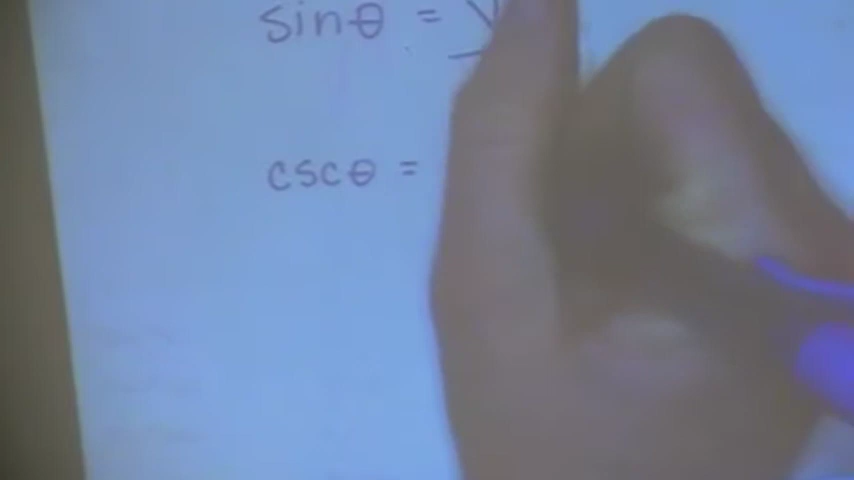 sinθ = y
cscθ =